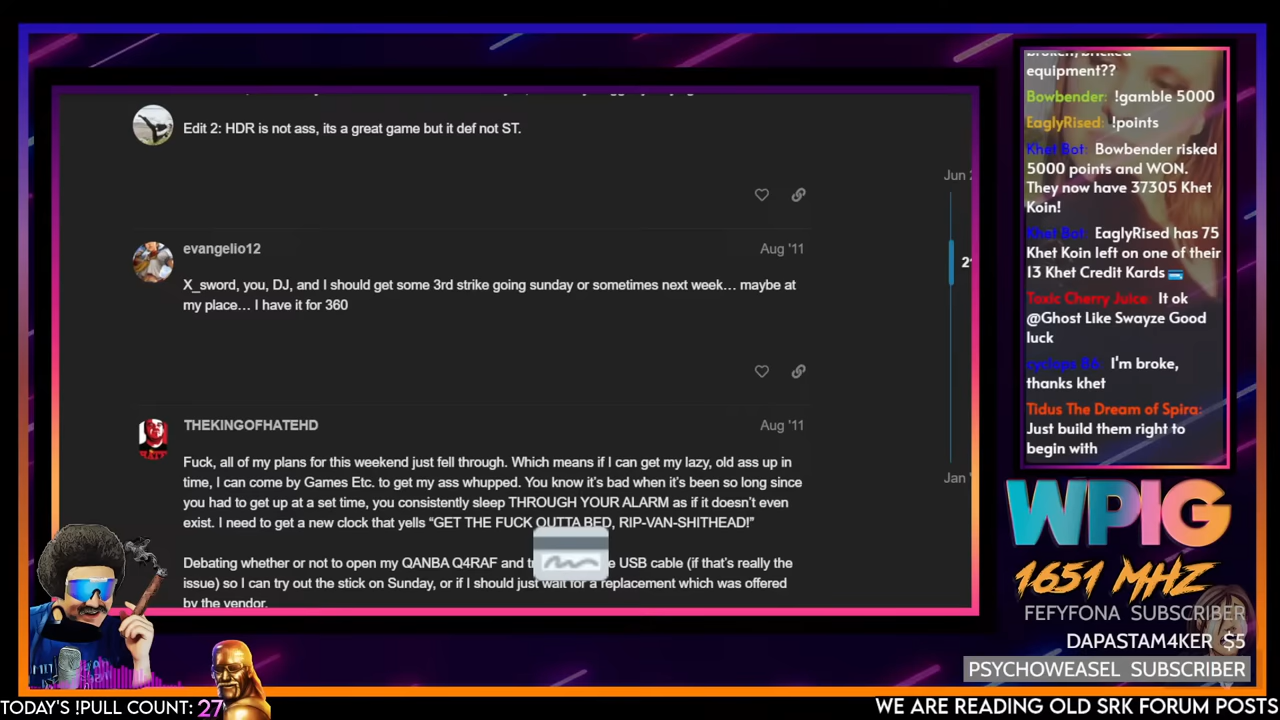 Edit 2: HDR is not ass, its a great game but it def not ST.
Jun 2
evangelio12
Aug '11
X_sword, you, DJ, and I should get some 3rd strike going sunday or sometimes next week… maybe at
my place… I have it for 360
THEKINGOFHATEHD
Aug '11
Fuck, all of my plans for this weekend just fell through. Which means if I can get my lazy, old ass up in
time, I can come by Games Etc. to get my ass whupped. You know it's bad when it's been so long since
you had to get up at a set time, you consistently sleep THROUGH YOUR ALARM as if it doesn't even
exist. I need to get a new clock that yells “GET THE FUCK OUTTA BED, RIP-VAN-SHITHEAD!”
Debating whether or not to open my QANBA Q4RAF and USB cable (if that's really the
issue) so I can try out the stick on Sunday, or if I should just wait for a replacement which was offered
by the vendor.
Jan '
HATE
broken, bricked
equipment??
Bowbender: !gamble 5000
EaglyRised: !points
Khet Bot: Bowbender risked
5000 points and WON.
They now have 37305 Khet
Koin!
Khet Bot: EaglyRised has 75
Khet Koin left on one of their
13 Khet Credit Kards
Toxic Cherry Juice: It ok
@Ghost Like Swayze Good
luck
cyclops 86: I'm broke,
thanks khet
Tidus The Dream of Spira:
Just build them right to
begin with
WPIG
1651 MHZ
FEFYFONA SUBSCRIBER
DAPASTAM4KER $5
PSYCHOWEASEL SUBSCRIBER
TODAY'S !PULL COUNT: 27
WE ARE READING OLD SRK FORUM POSTS